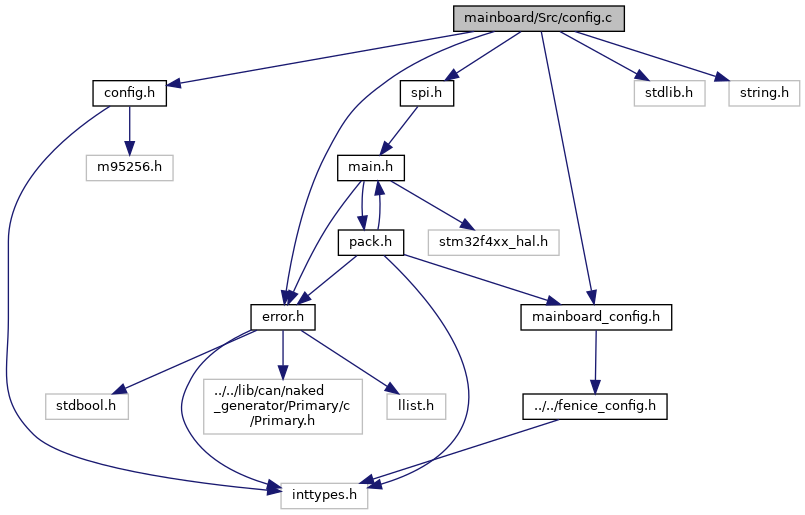 mainboard/Src/config.c
config.h
spi.h
stdlib.h
string.h
m95256.h
main.h
pack.h
stm32f4xx_hal.h
error.h
mainboard_config.h
stdbool.h
../../lib/can/naked
_generator/Primary/c
/Primary.h
llist.h
../../fenice_config.h
inttypes.h